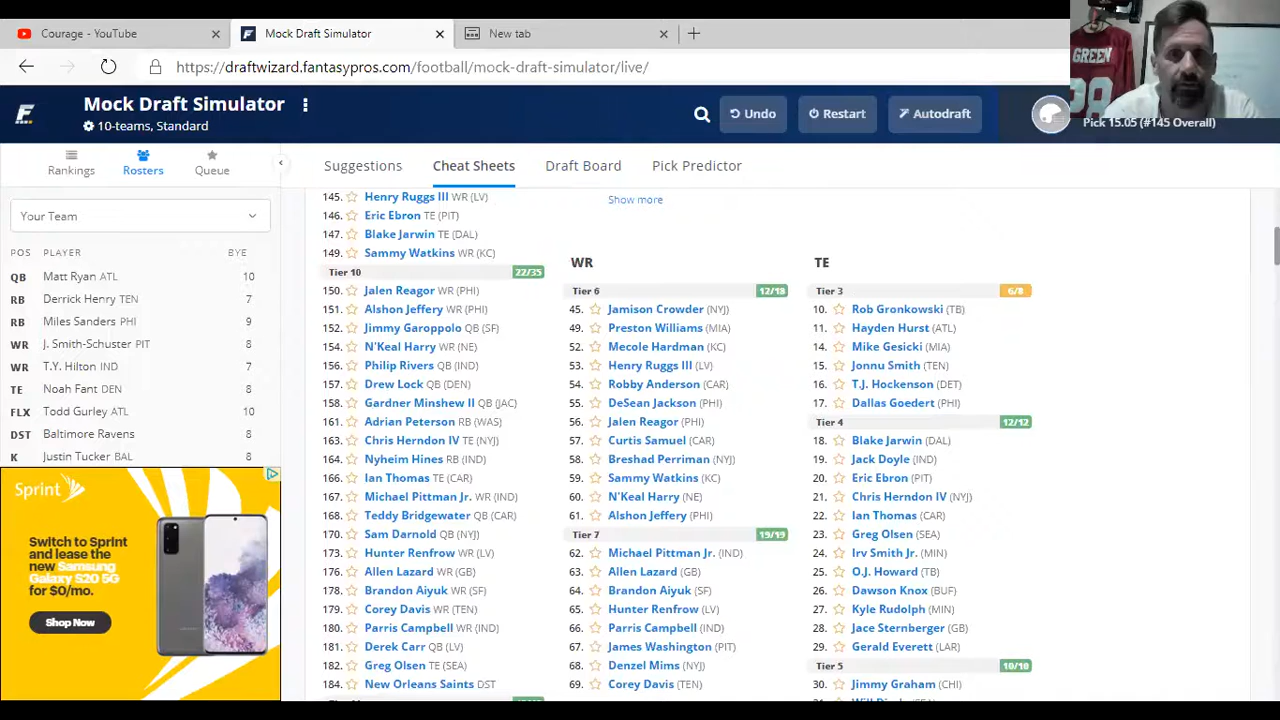 Courage - YouTube
Mock Draft Simulator
New tab
https://draftwizard.fantasypros.com/football/mock-draft-simulator/live/
GREEN
28
Mock Draft Simulator
10-teams, Standard
Undo
Restart
Autodraft
Pick 15.05 (#145 Overall)
Rankings
Rosters
Queue
Suggestions
Cheat Sheets
Draft Board
Pick Predictor
Your Team
POS PLAYER BYE
QB Matt Ryan ATL 10
RB Derrick Henry TEN 7
RB Miles Sanders PHI 9
WR J. Smith-Schuster PIT 8
WR T.Y. Hilton IND 7
TE Noah Fant DEN 8
FLX Todd Gurley ATL 10
DST Baltimore Ravens 8
K Justin Tucker BAL 8
Sprint
Switch to Sprint
and lease the
new Samsung
Galaxy S20 5G
for $0/mo.
Shop Now
145. Henry Ruggs III WR (LV)
146. Eric Ebron TE (PIT)
147. Blake Jarwin TE (DAL)
149. Sammy Watkins WR (KC)
Tier 10 22/35
150. Jalen Reagor WR (PHI)
151. Alshon Jeffery WR (PHI)
152. Jimmy Garoppolo QB (SF)
154. N'Keal Harry WR (NE)
156. Philip Rivers QB (IND)
157. Drew Lock QB (DEN)
158. Gardner Minshew II QB (JAC)
161. Adrian Peterson RB (WAS)
163. Chris Herndon IV TE (NYJ)
164. Nyheim Hines RB (IND)
166. Ian Thomas TE (CAR)
167. Michael Pittman Jr. WR (IND)
168. Teddy Bridgewater QB (CAR)
170. Sam Darnold QB (NYJ)
173. Hunter Renfrow WR (LV)
176. Allen Lazard WR (GB)
178. Brandon Aiyuk WR (SF)
179. Corey Davis WR (TEN)
180. Parris Campbell WR (IND)
181. Derek Carr QB (LV)
182. Greg Olsen TE (SEA)
184. New Orleans Saints DST
Show more
WR
Tier 6 12/18
45. Jamison Crowder (NYJ)
49. Preston Williams (MIA)
52. Mecole Hardman (KC)
53. Henry Ruggs III (LV)
54. Robby Anderson (CAR)
55. DeSean Jackson (PHI)
56. Jalen Reagor (PHI)
57. Curtis Samuel (CAR)
58. Breshad Perriman (NYJ)
59. Sammy Watkins (KC)
60. N'Keal Harry (NE)
61. Alshon Jeffery (PHI)
Tier 7 19/19
62. Michael Pittman Jr. (IND)
63. Allen Lazard (GB)
64. Brandon Aiyuk (SF)
65. Hunter Renfrow (LV)
66. Parris Campbell (IND)
67. James Washington (PIT)
68. Denzel Mims (NYJ)
69. Corey Davis (TEN)
TE
Tier 3 6/8
10. Rob Gronkowski (TB)
11. Hayden Hurst (ATL)
14. Mike Gesicki (MIA)
15. Jonnu Smith (TEN)
16. T.J. Hockenson (DET)
17. Dallas Goedert (PHI)
Tier 4 12/12
18. Blake Jarwin (DAL)
19. Jack Doyle (IND)
20. Eric Ebron (PIT)
21. Chris Herndon IV (NYJ)
22. Ian Thomas (CAR)
23. Greg Olsen (SEA)
24. Irv Smith Jr. (MIN)
25. O.J. Howard (TB)
26. Dawson Knox (BUF)
27. Kyle Rudolph (MIN)
28. Jace Sternberger (GB)
29. Gerald Everett (LAR)
Tier 5 10/10
30. Jimmy Graham (CHI)